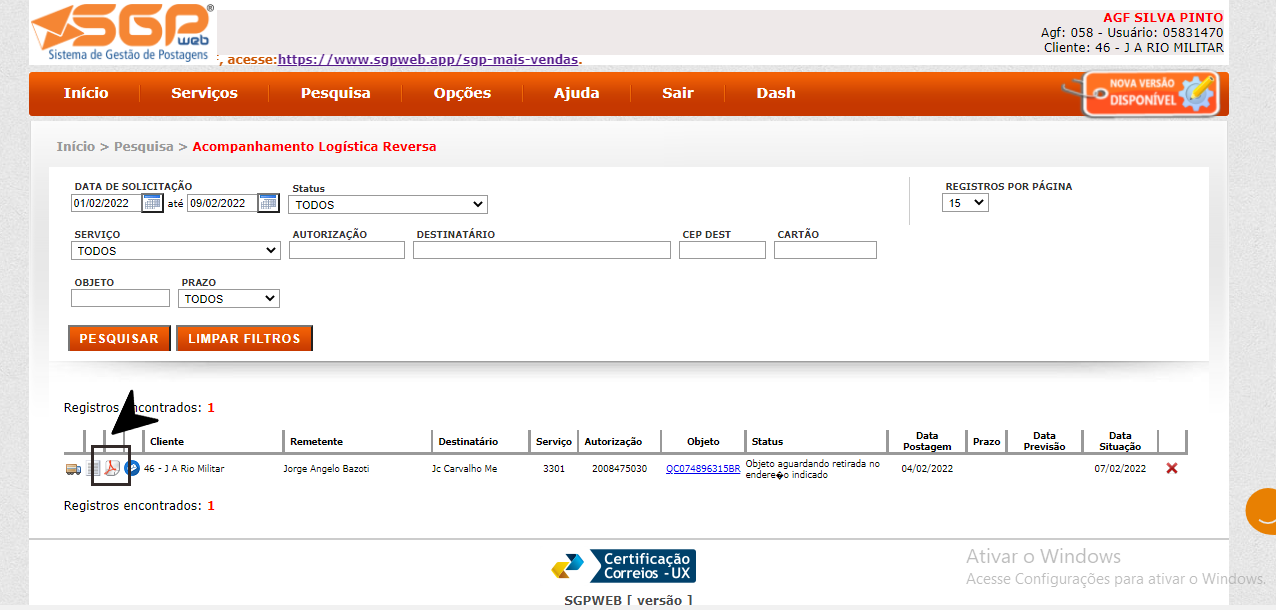 SGP web ®
Sistema de Gestão de Postagens
, acesse:https://www.sgpweb.app/sgp-mais-vendas.
AGF SILVA PINTO
Agf: 058 - Usuário: 05831470
Cliente: 46 - J A RIO MILITAR
Início Serviços Pesquisa Opções Ajuda Sair Dash
NOVA VERSÃO
DISPONÍVEL
Início > Pesquisa > Acompanhamento Logística Reversa
DATA DE SOLICITAÇÃO Status REGISTROS POR PÁGINA
01/02/2022 até 09/02/2022 TODOS 15
SERVIÇO AUTORIZAÇÃO DESTINATÁRIO CEP DEST CARTÃO
TODOS
OBJETO PRAZO
TODOS
PESQUISAR LIMPAR FILTROS
Registros encontrados: 1
Cliente Remetente Destinatário Serviço Autorização Objeto Status Data Postagem Prazo Data Previsão Data Situação
46 - J A Rio Militar Jorge Angelo Bazoti Jc Carvalho Me 3301 2008475030 QC074896315BR Objeto aguardando retirada no endere�o indicado 04/02/2022 07/02/2022
Registros encontrados: 1
Certificação
Correios - UX
Ativar o Windows
Acesse Configurações para ativar o Windows.
SGPWEB [ versão ]